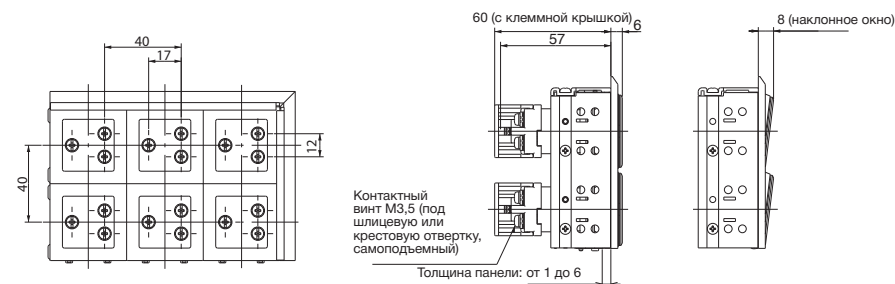 60 (с клеммной крышкой)
6
8 (наклонное окно)
40
57
17
12
40
Контактный
винт М3,5 (под
шлицевую или
крестовую отвертку,
самоподъемный)
Толщина панели: от 1 до 6